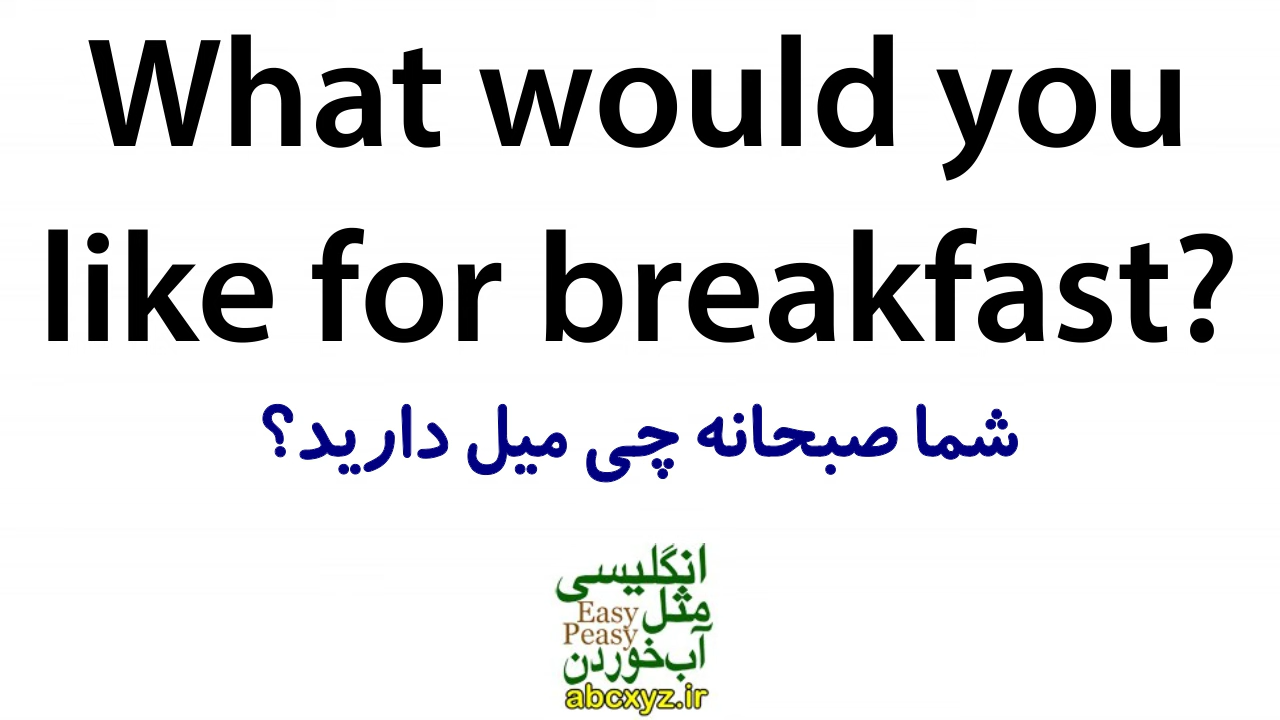 What would you
like for breakfast?
شما صبحانه چی میل دارید؟
انگلیسی
مثل Easy
Peasy
آب‌خوردن
abcxyz.ir